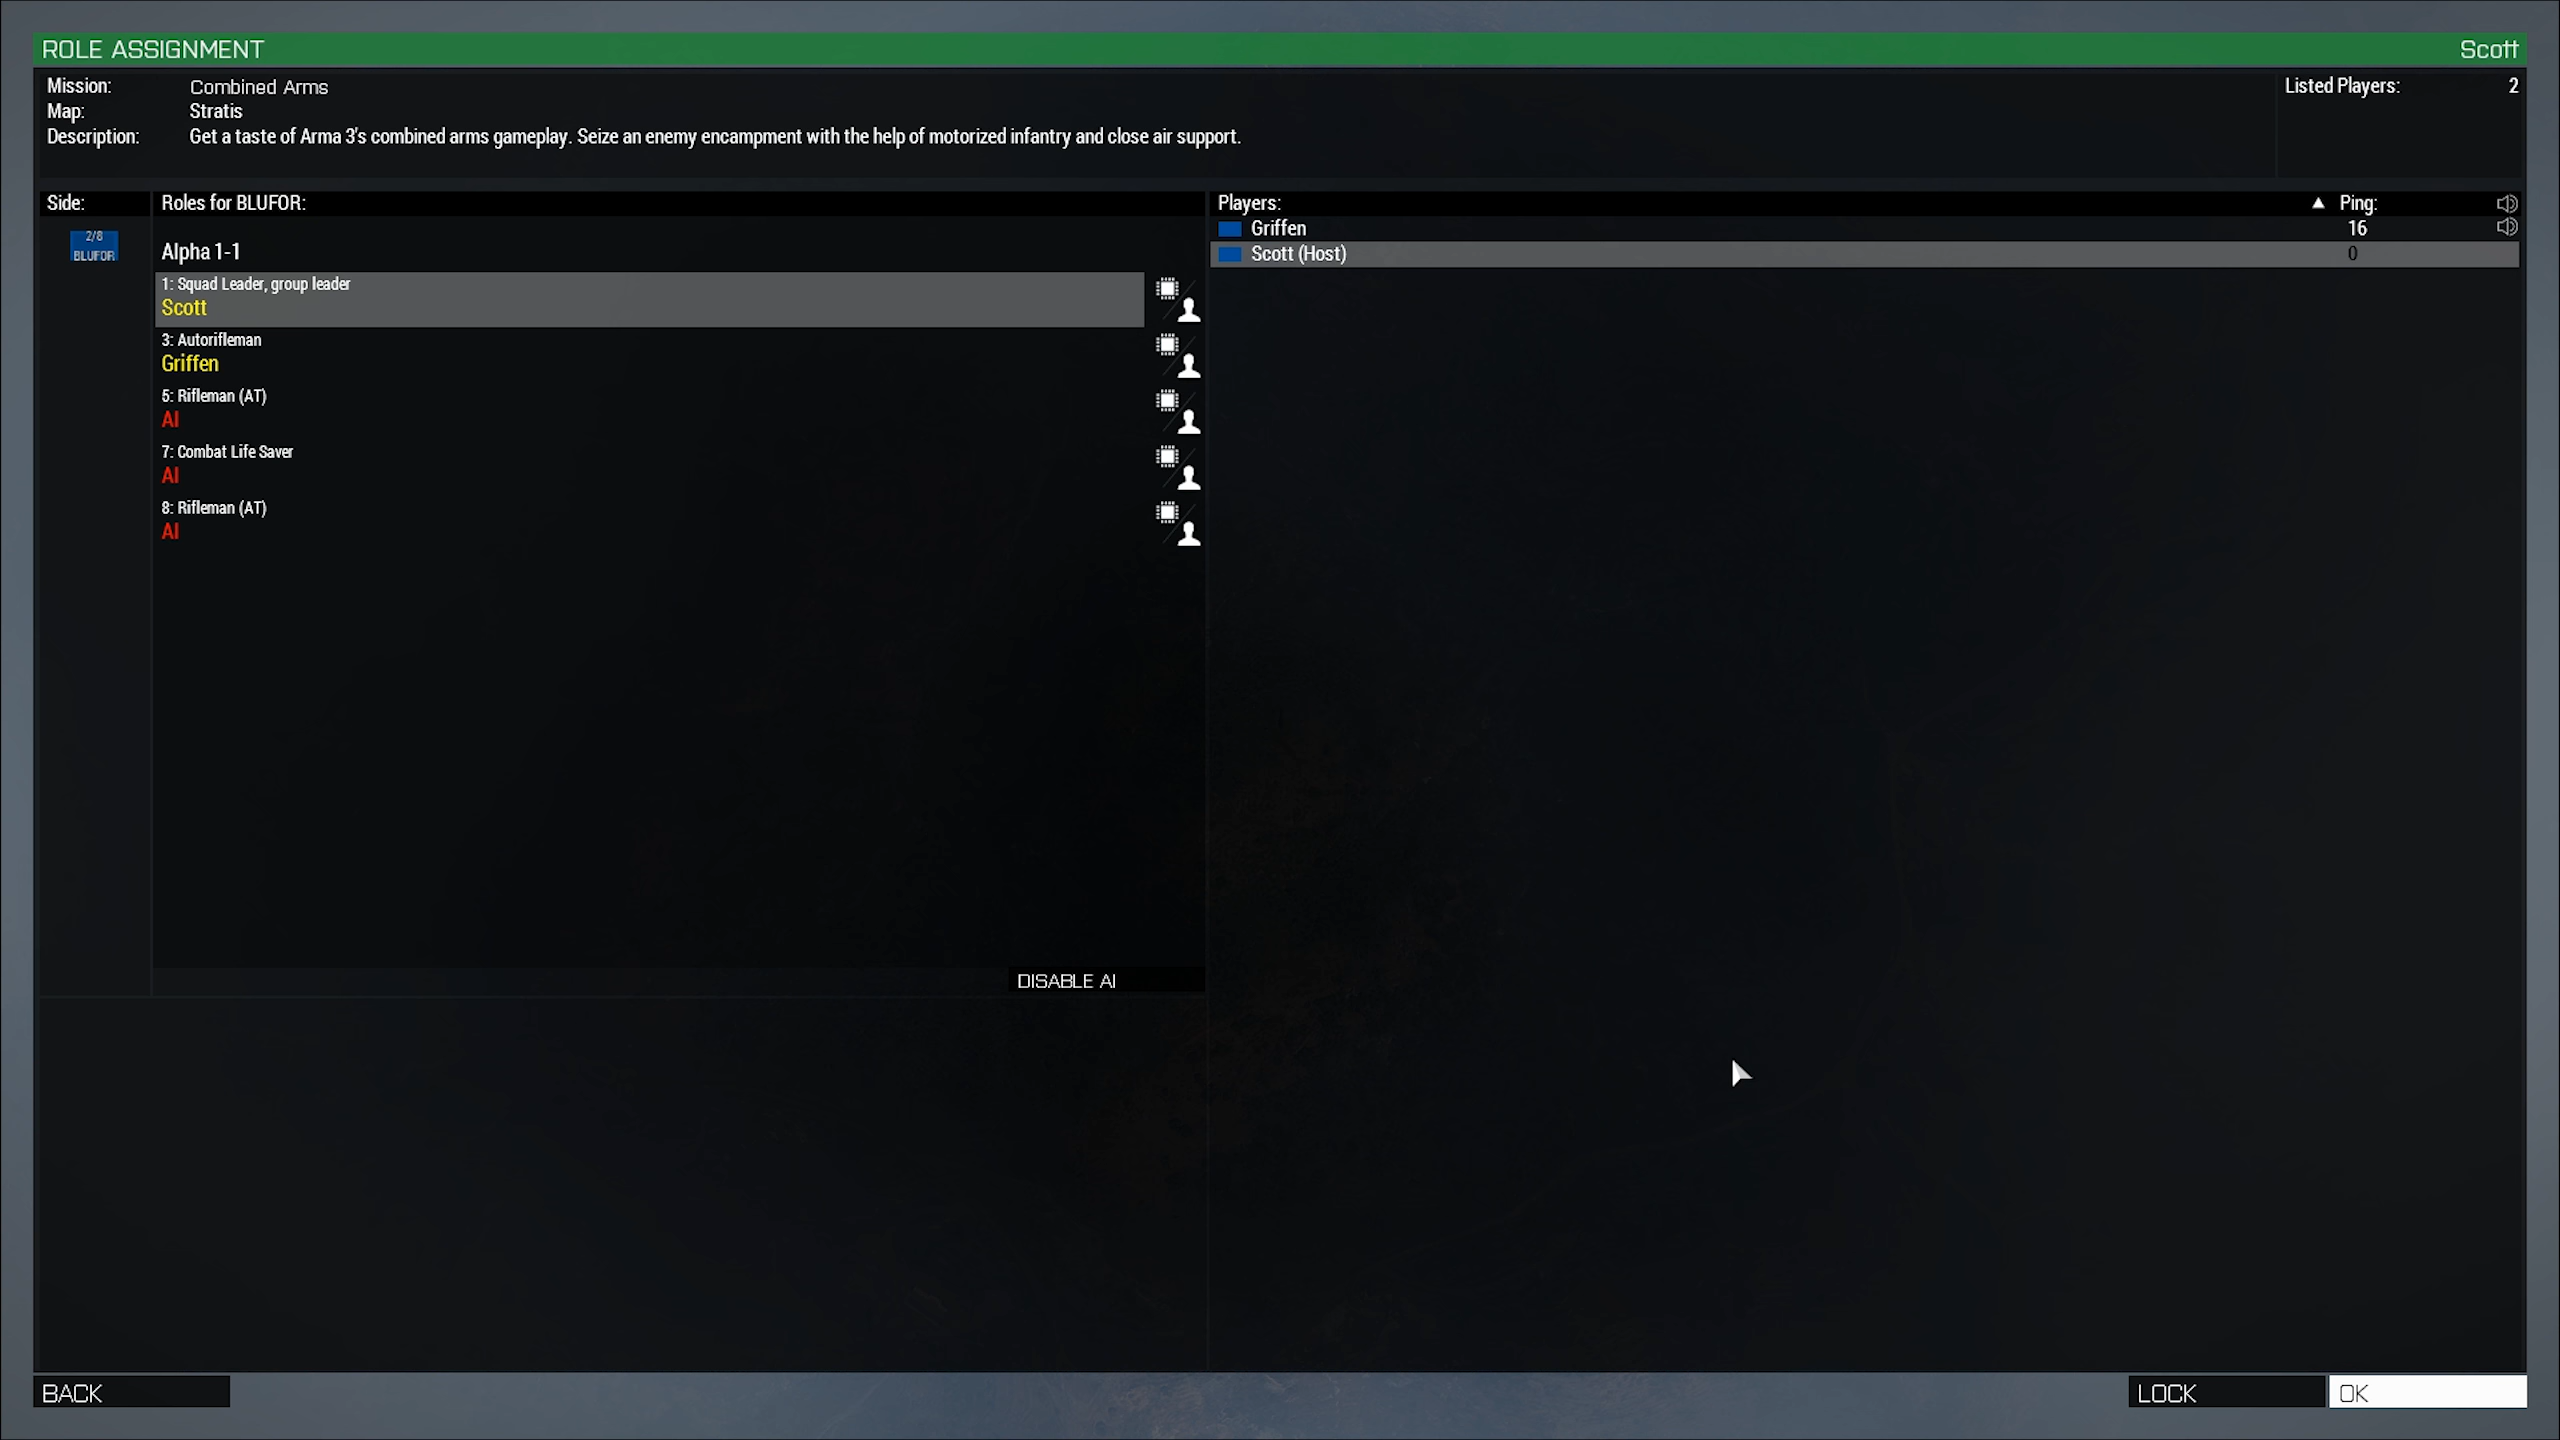 ROLE ASSIGNMENT Scott
Mission: Combined Arms Listed Players: 2
Map: Stratis
Description: Get a taste of Arma 3's combined arms gameplay. Seize an enemy encampment with the help of motorized infantry and close air support.
Side: Roles for BLUFOR: Players: Ping:
2/8
BLUFOR
Alpha 1-1
1: Squad Leader, group leader
Scott
3: Autorifleman
Griffen
5: Rifleman (AT)
AI
7: Combat Life Saver
AI
8: Rifleman (AT)
AI
DISABLE AI
Griffen 16
Scott (Host) 0
BACK LOCK OK